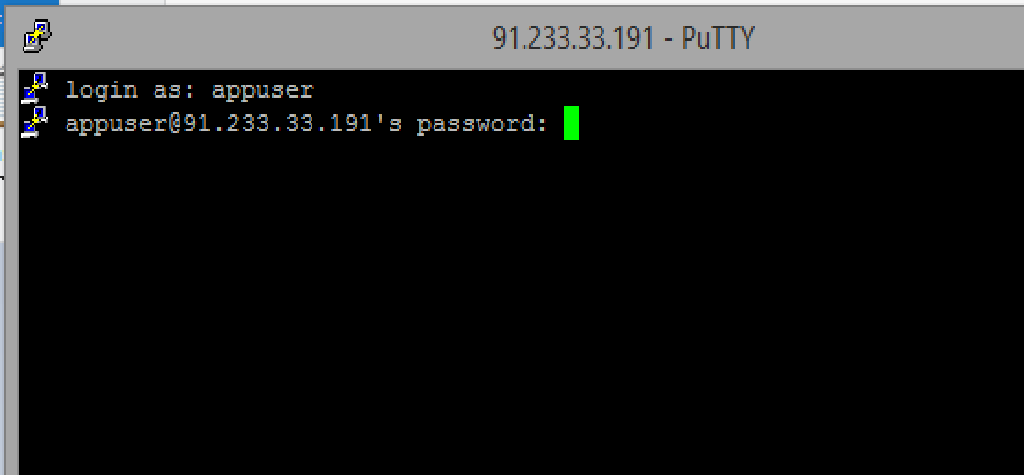 91.233.33.191 - PuTTY
login as: appuser
appuser@91.233.33.191's password: